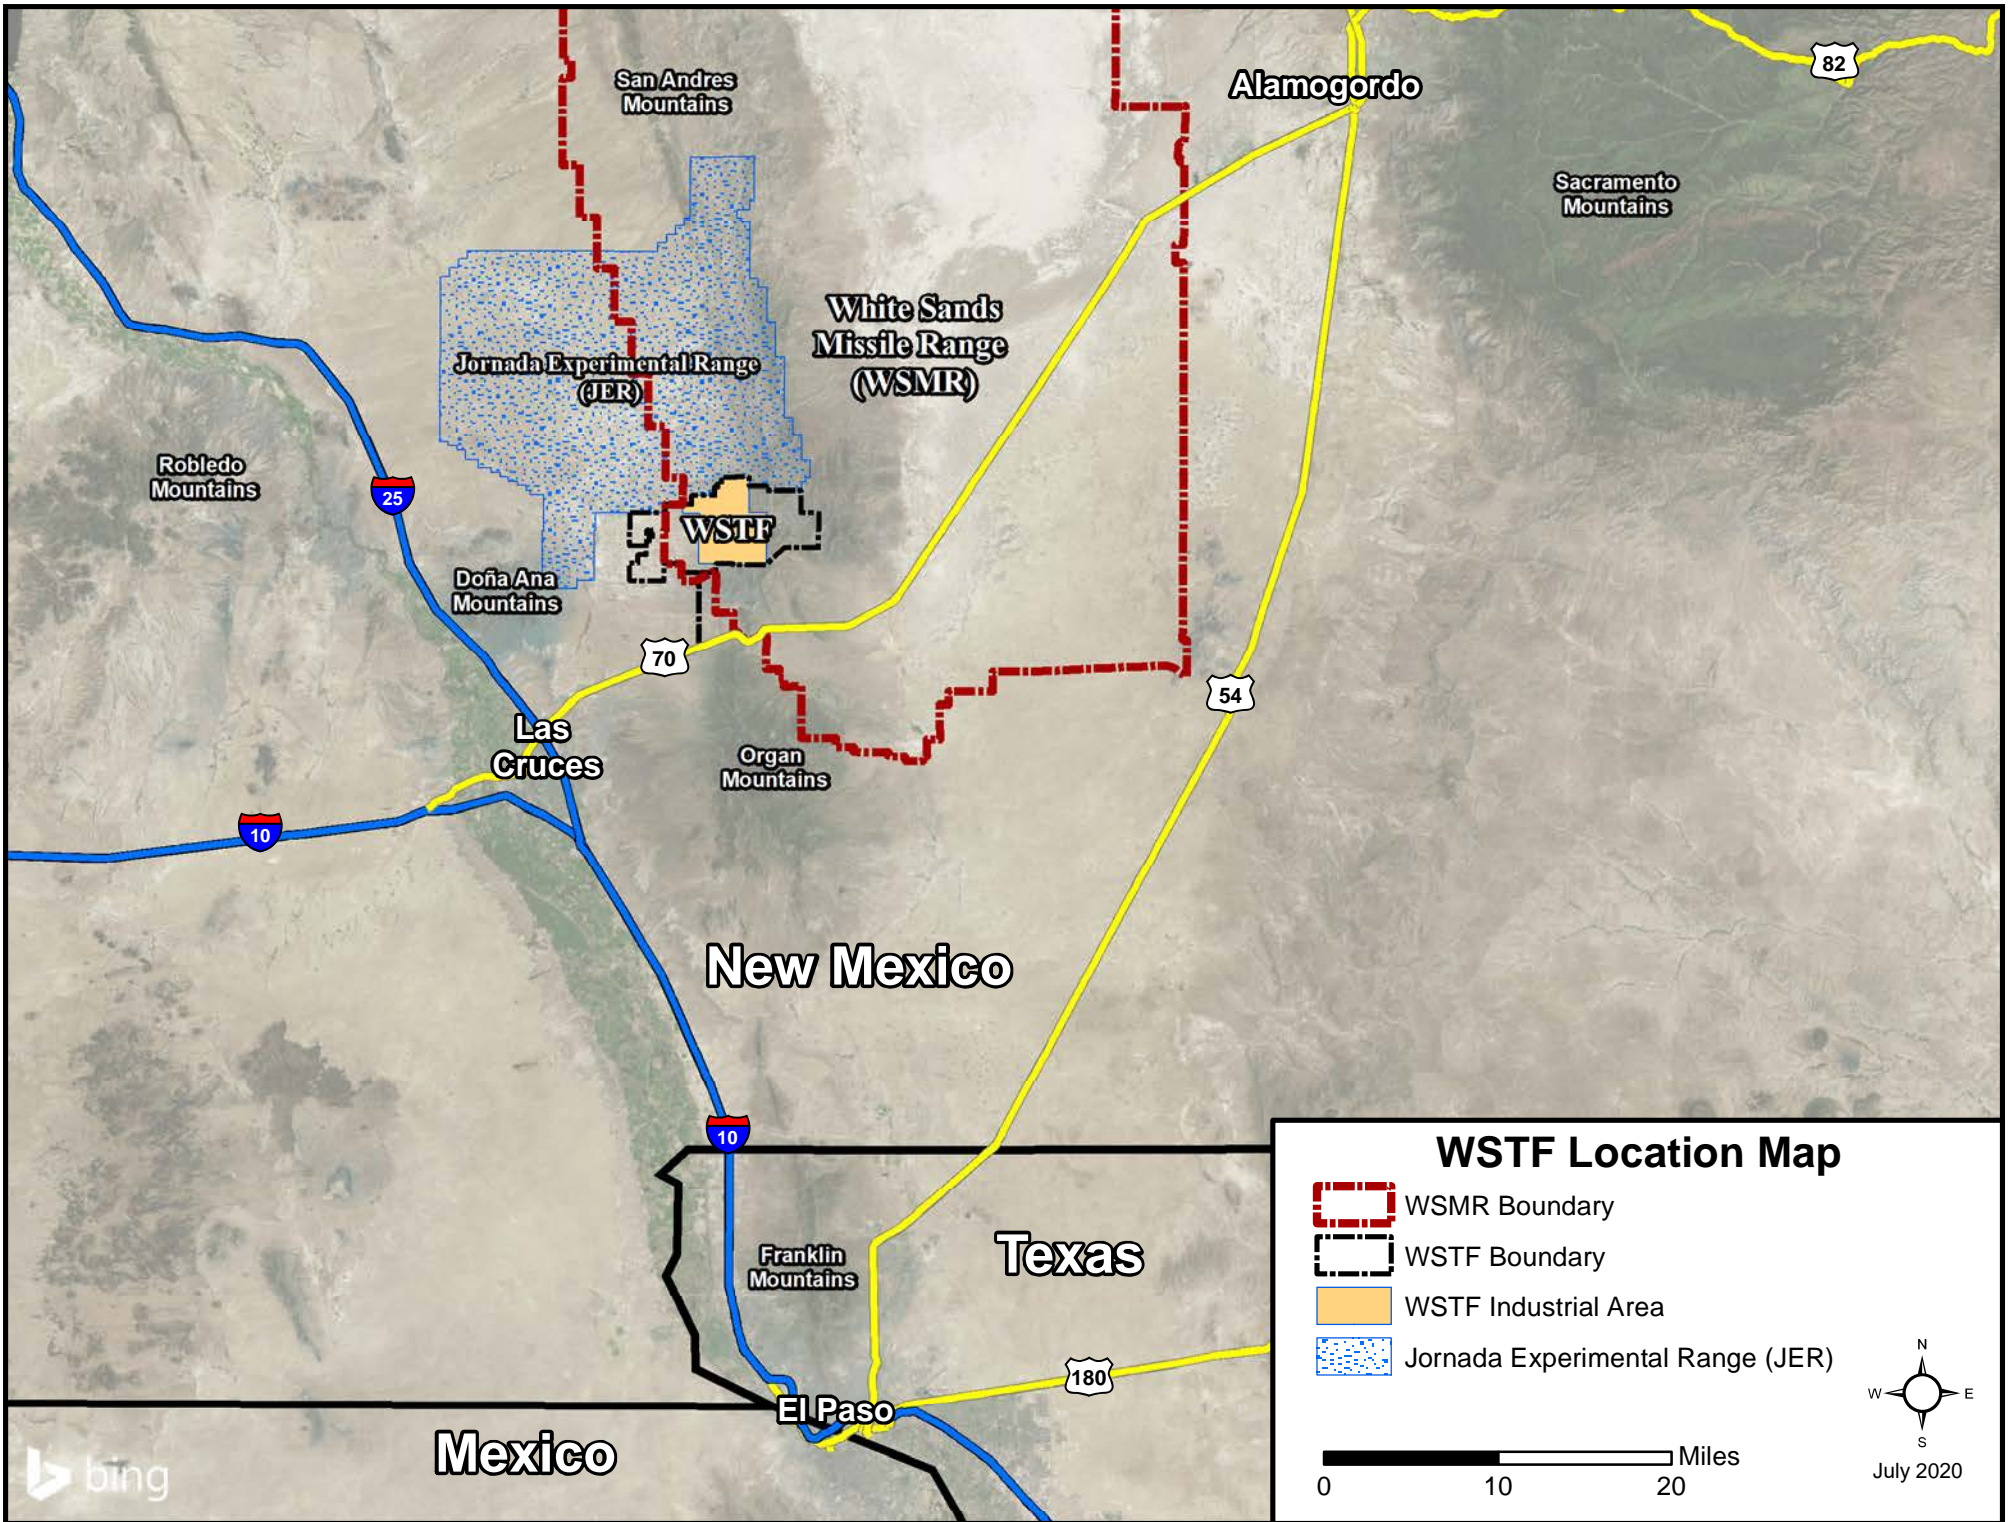 San Andres
Mountains
Alamogordo
82
Sacramento
Mountains
White Sands
Missile Range
(WSMR)
Jornada Experimental Range
(JER)
Robledo
Mountains
25
WSTF
Doña Ana
Mountains
70
54
Las
Cruces
Organ
Mountains
10
New Mexico
10
Texas
Franklin
Mountains
180
El Paso
Mexico
bing
WSTF Location Map
WSMR Boundary
WSTF Boundary
WSTF Industrial Area
Jornada Experimental Range (JER)
N
W E
S
Miles
0 10 20
July 2020